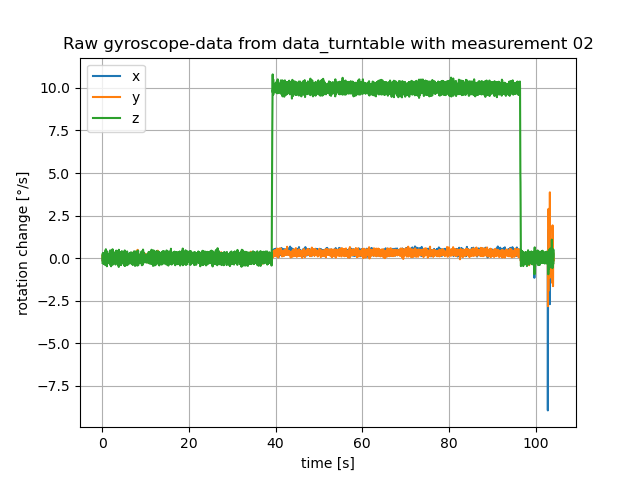 Raw gyroscope-data from data_turntable with measurement 02
x
y
z
10.0
7.5
5.0
2.5
0.0
−2.5
−5.0
−7.5
rotation change [°/s]
0 20 40 60 80 100
time [s]